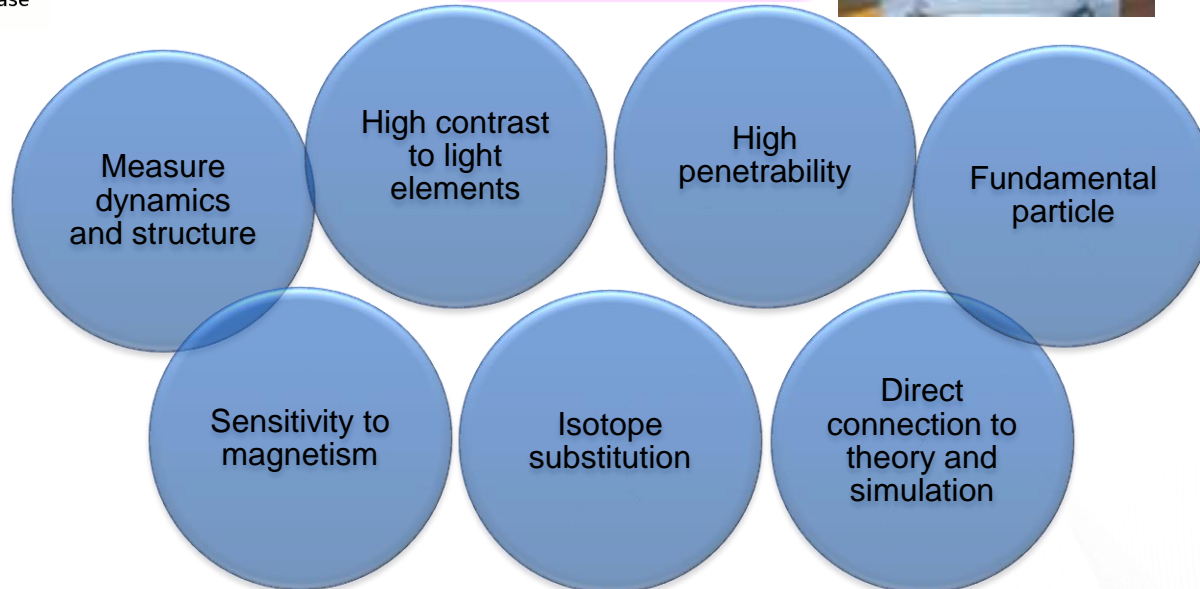 Measure
dynamics
and structure
High contrast
to light
elements
High
penetrability
Fundamental
particle
Sensitivity to
magnetism
Isotope
substitution
Direct
connection to
theory and
simulation